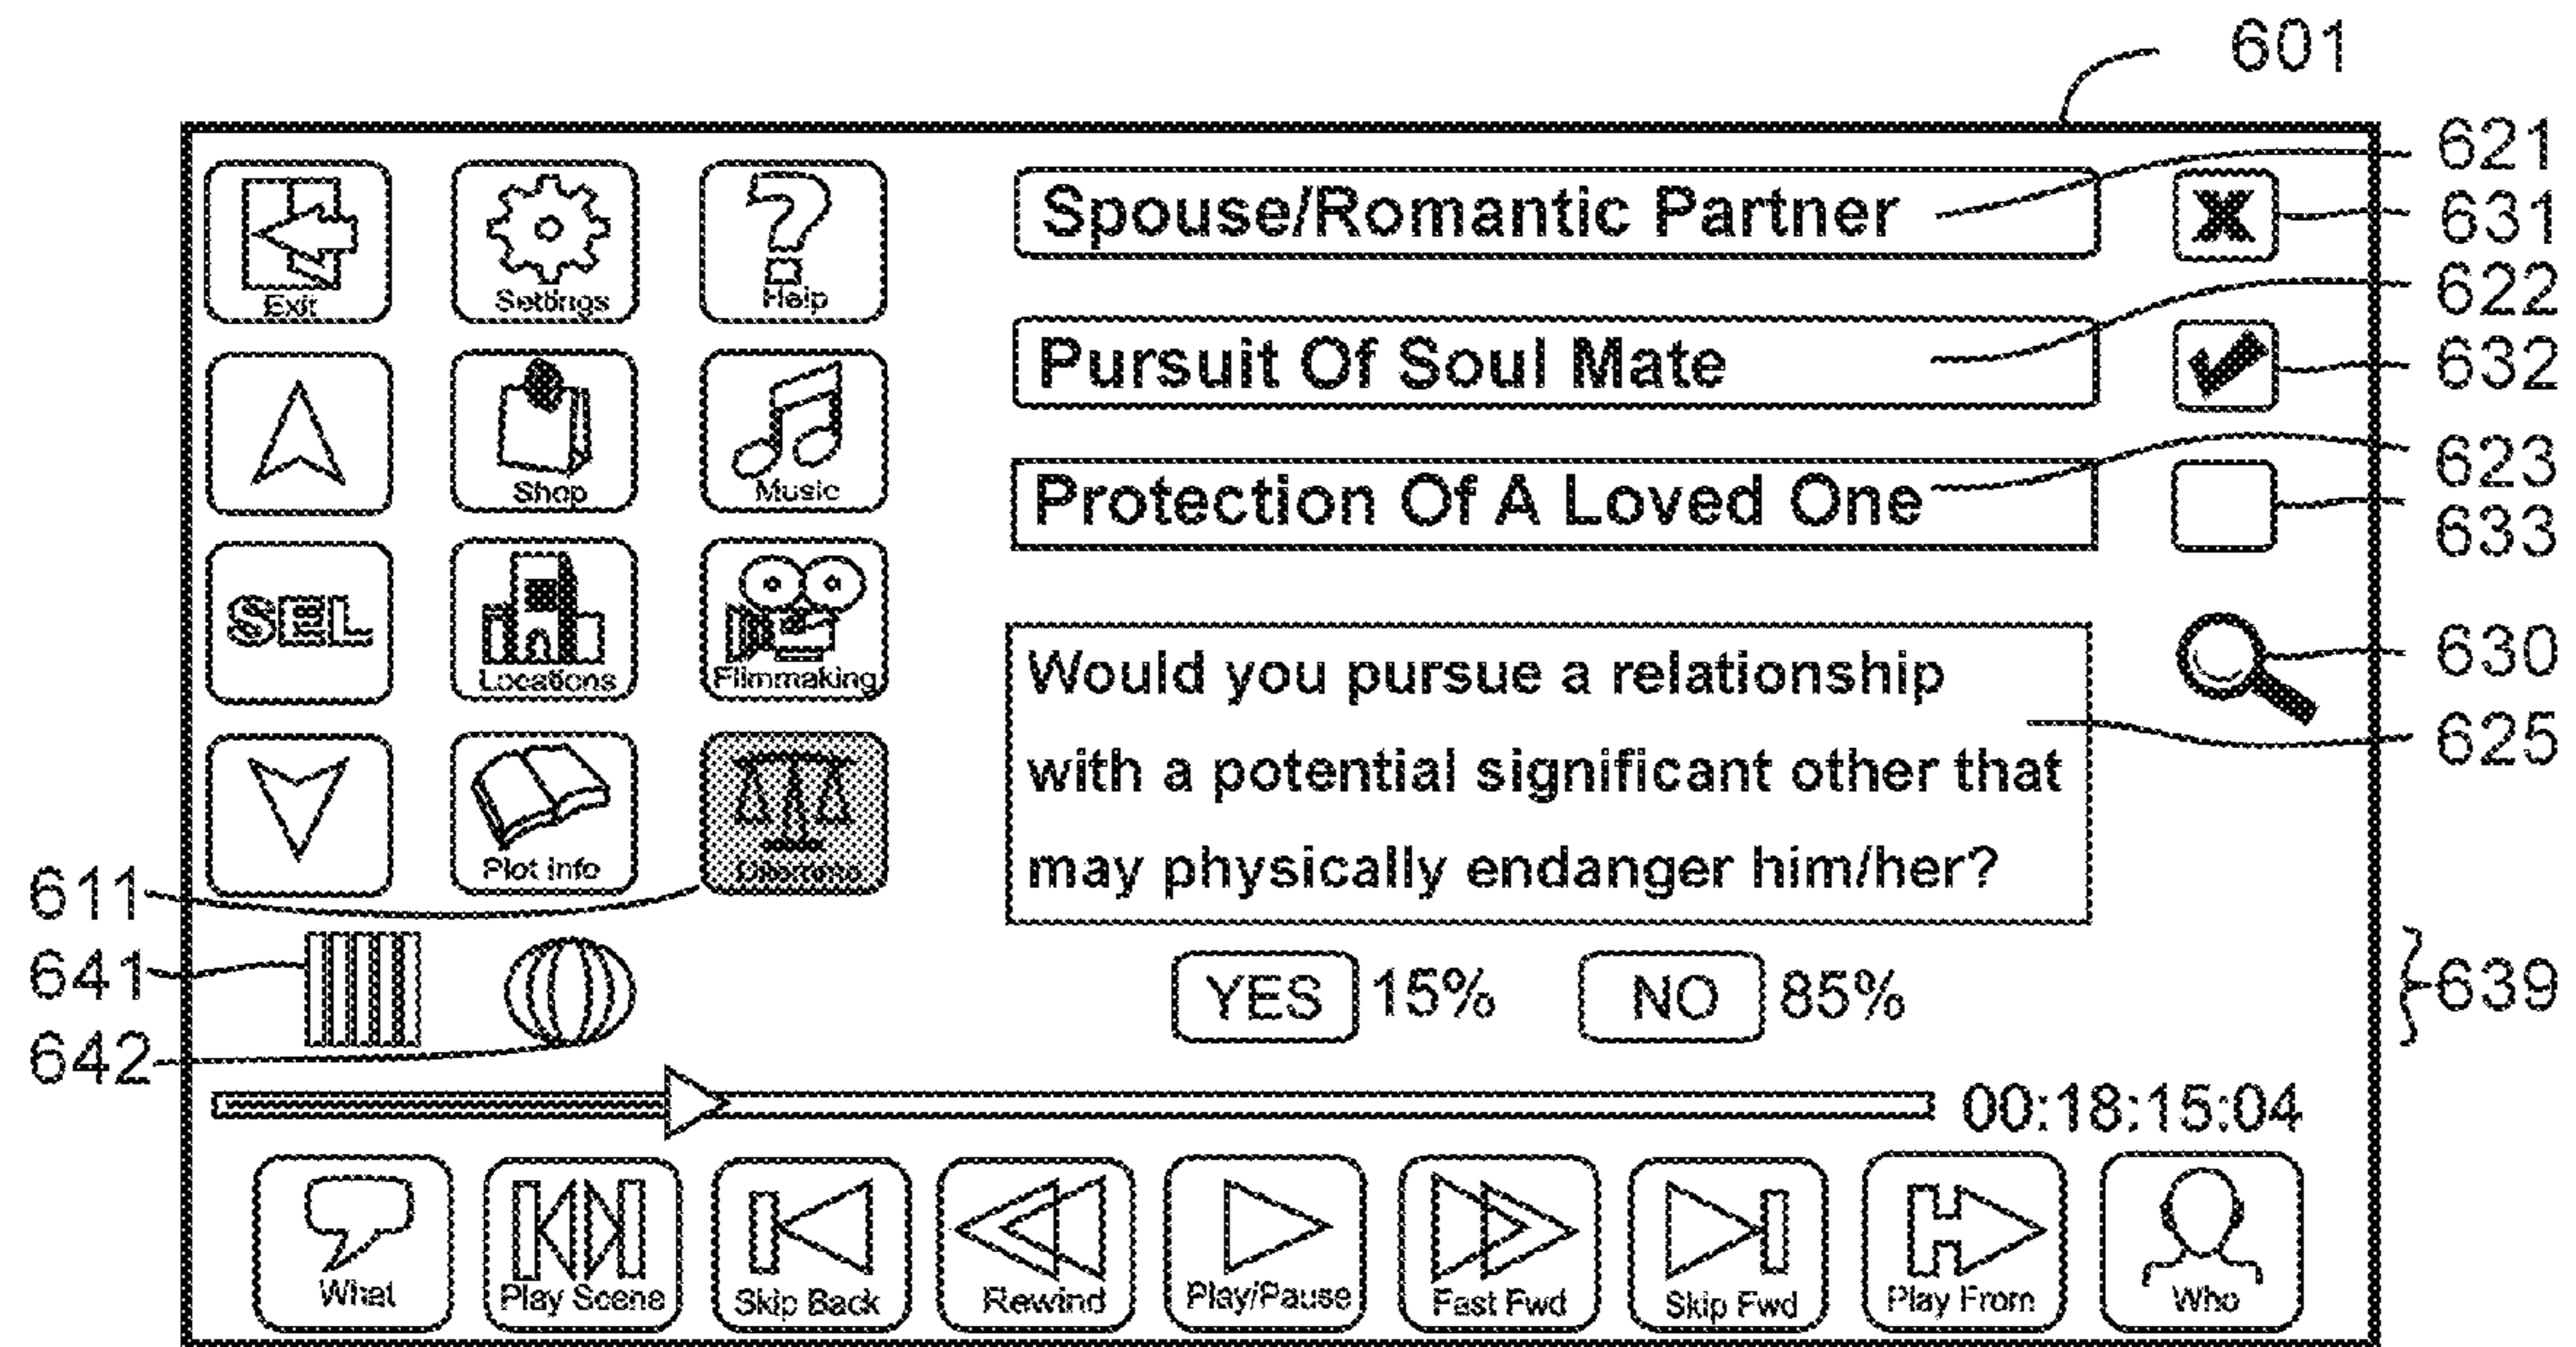 601
621
Spouse/Romantic Partner
X
631
Exit
Settings
Help
622
Pursuit Of Soul Mate
632
Shop
Music
623
Protection Of A Loved One
633
SEL
Locations
Filmmaking
630
Would you pursue a relationship
625
with a potential significant other that
may physically endanger him/her?
Plot Info
Dilemma
611
641
YES 15% NO 85%
639
642
00:18:15:04
What
Play Scene
Skip Back
Rewind
Play/Pause
Fast Fwd
Skip Fwd
Play From
Who